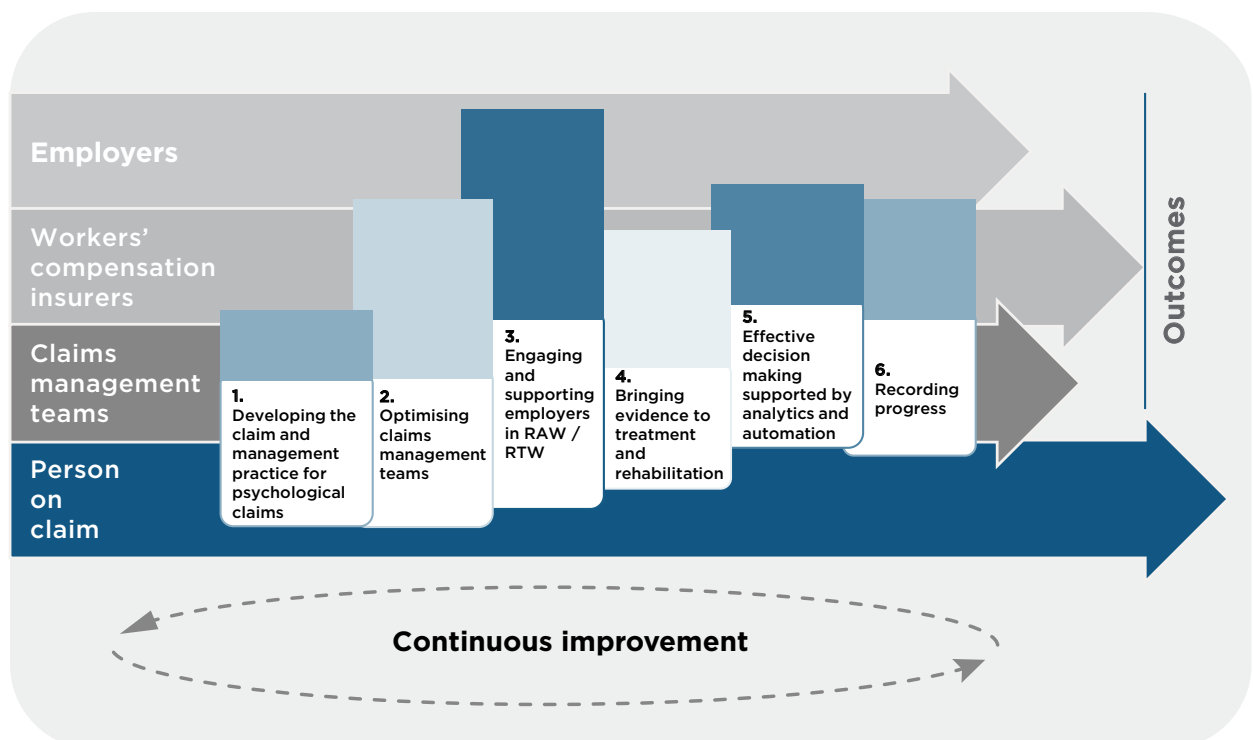 Employers
Workers'
compensation
insurers
Claims
management
teams
Person
on
claim
1.
Developing the
claim and
management
practice for
psychological
claims
2.
Optimising
claims
management
teams
3.
Engaging
and
supporting
employers
in RAW /
RTW
4.
Bringing
evidence to
treatment
and
rehabilitation
5.
Effective
decision
making
supported by
analytics and
automation
6.
Recording
progress
Outcomes
Continuous improvement